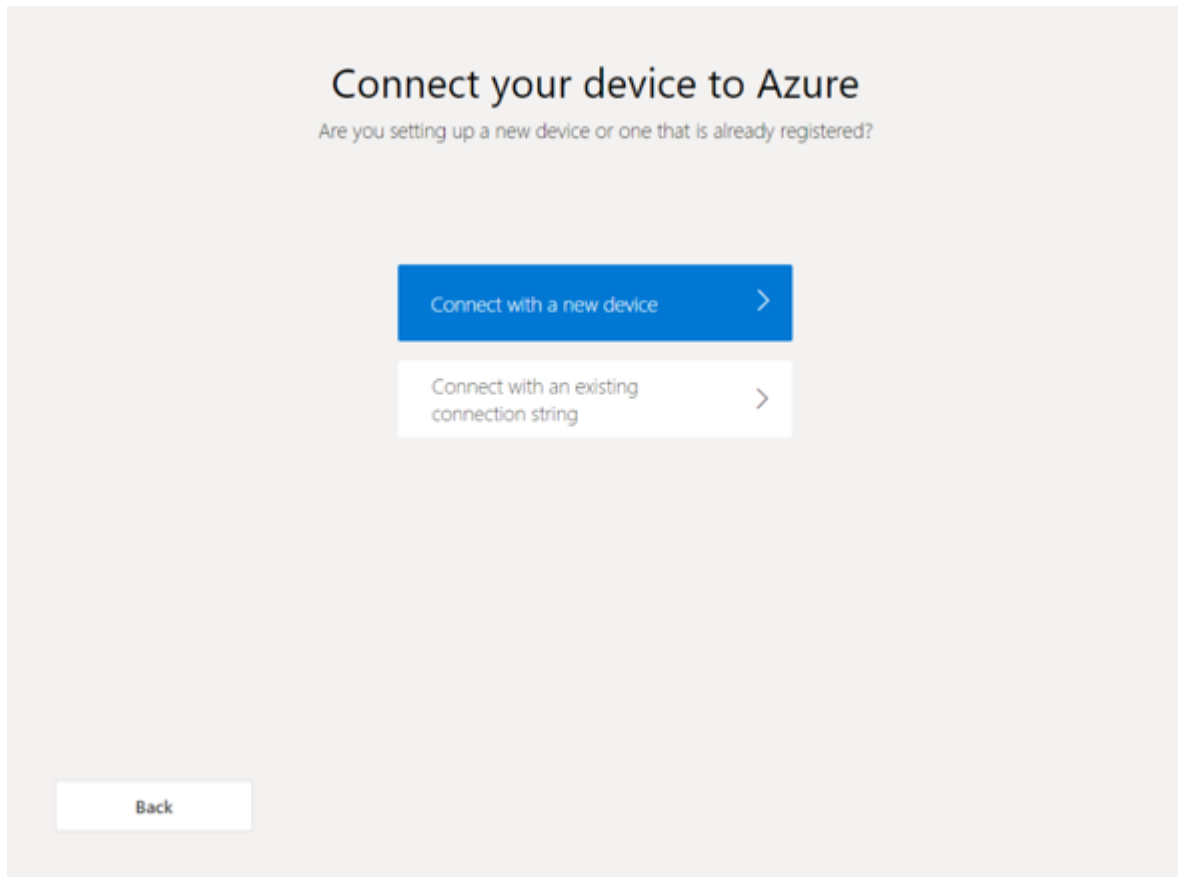 Connect your device to Azure
Are you setting up a new device or one that is already registered?
Connect with a new device
Connect with an existing
connection string
Back